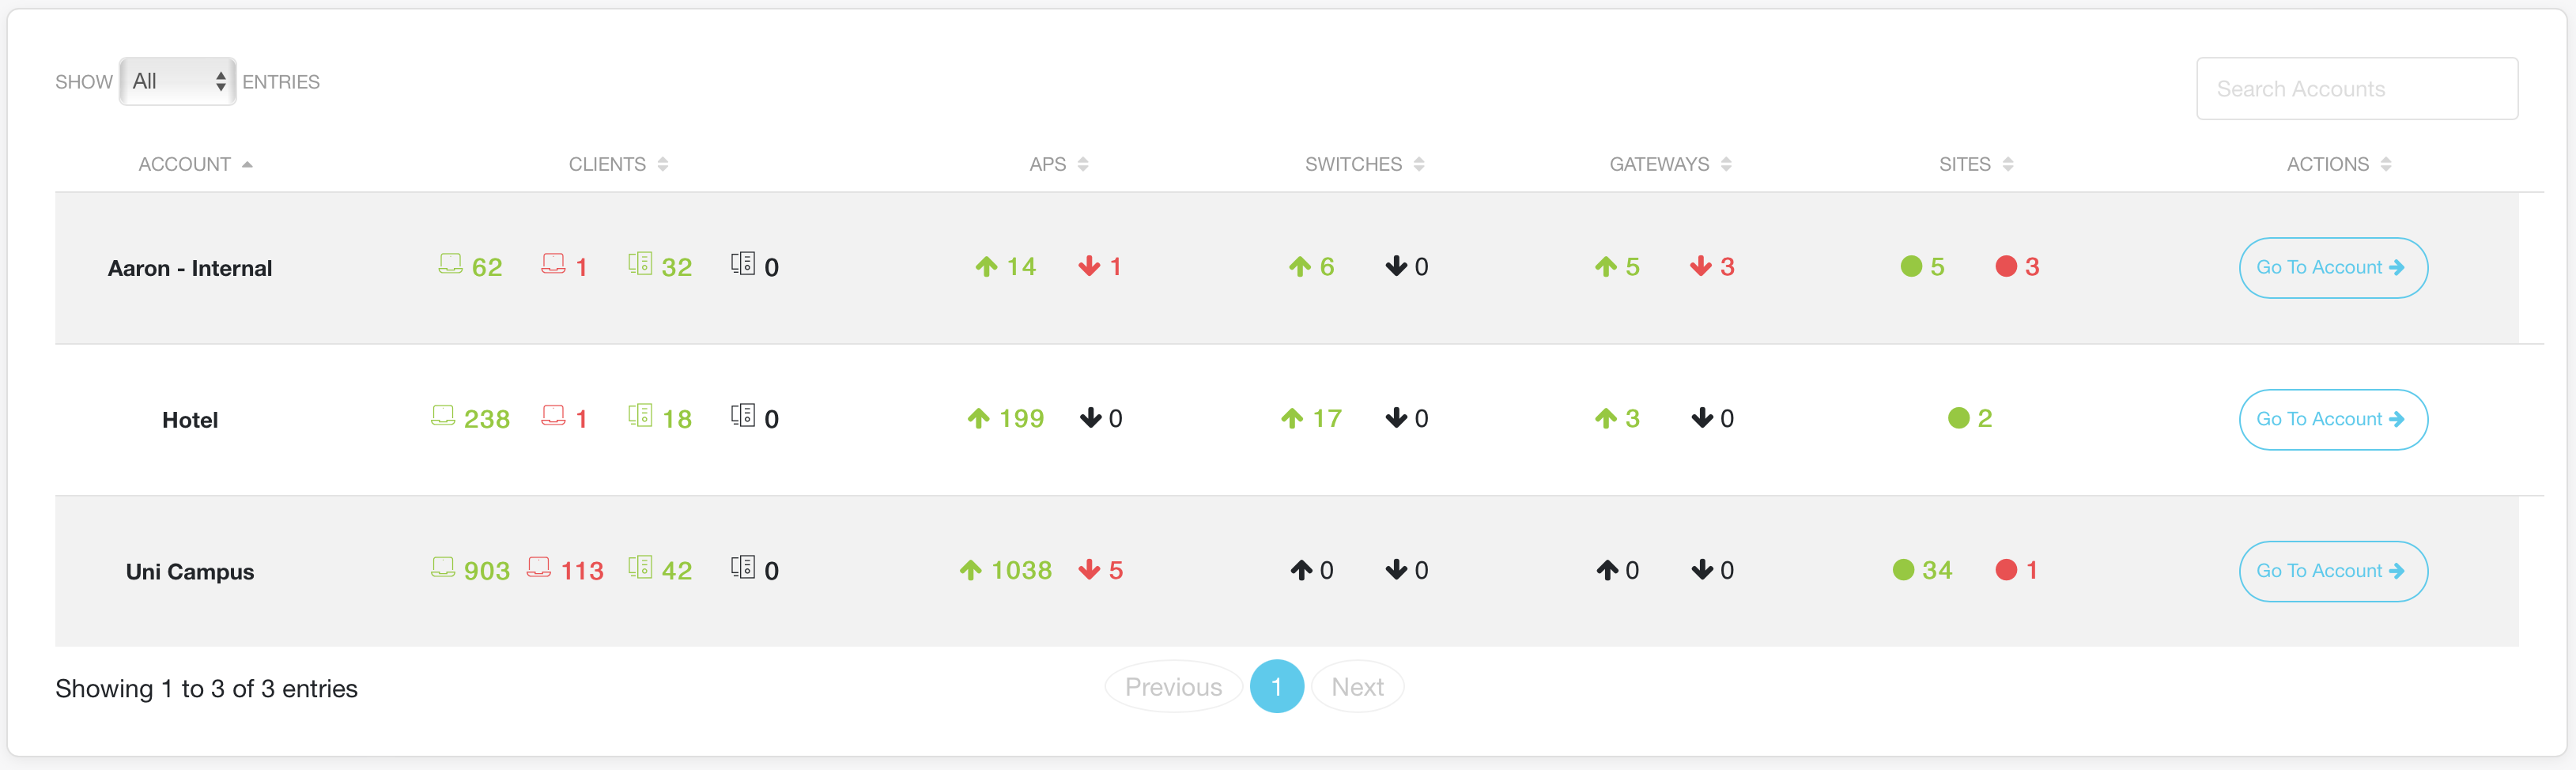 SHOW All ENTRIES
Search Accounts
ACCOUNT CLIENTS APS SWITCHES GATEWAYS SITES ACTIONS
Aaron - Internal 62 1 32 0 14 1 6 0 5 3 5 3 Go To Account
Hotel 238 1 18 0 199 0 17 0 3 0 2 Go To Account
Uni Campus 903 113 42 0 1038 5 0 0 0 0 34 1 Go To Account
Showing 1 to 3 of 3 entries
Previous 1 Next